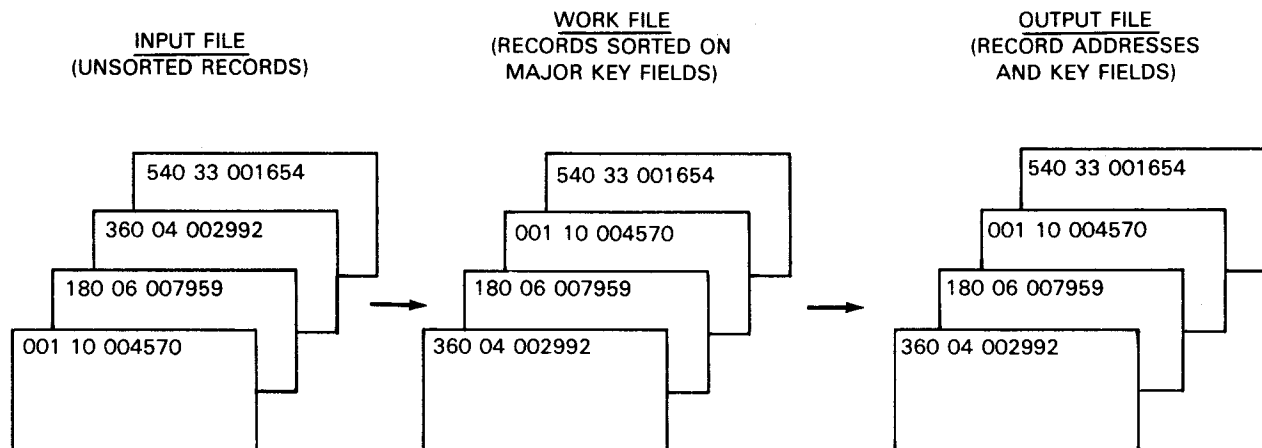 INPUT FILE
(UNSORTED RECORDS)
540 33 001654
360 04 002992
180 06 007959
001 10 004570
WORK FILE
(RECORDS SORTED ON
MAJOR KEY FIELDS)
540 33 001654
001 10 004570
180 06 007959
360 04 002992
OUTPUT FILE
(RECORD ADDRESSES
AND KEY FIELDS)
540 33 001654
001 10 004570
180 06 007959
360 04 002992